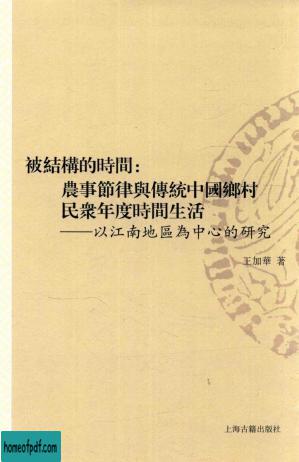 被結構的時間：
農事節律與傳統中國鄉村
民衆年度時間生活
——以江南地區為中心的研究
王加華 著
上海古籍出版社
homeofpdf.com